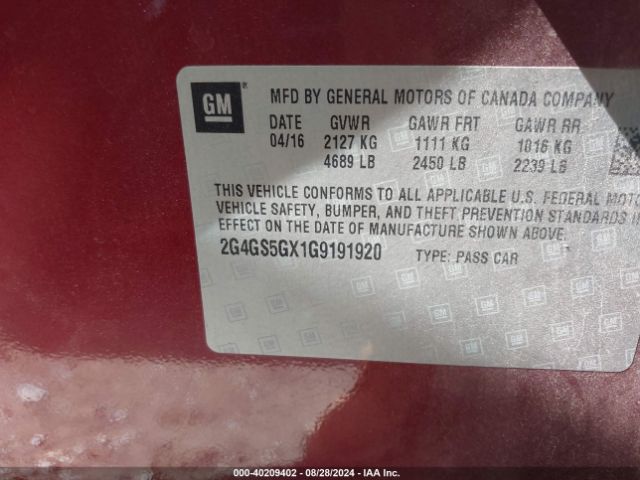 GM
MFD BY GENERAL MOTORS OF CANADA COMPANY
DATE GVWR GAWR FRT GAWR RR
04/16 2127 KG 1111 KG 1016 KG
4689 LB 2450 LB 2239 LB
THIS VEHICLE CONFORMS TO ALL APPLICABLE U.S. FEDERAL
VEHICLE SAFETY, BUMPER, AND THEFT PREVENTION STANDARDS
EFFECT ON THE DATE OF MANUFACTURE SHOWN ABOVE.
2G4GS5GX1G9191920 TYPE: PASS CAR
000-40209402 - 08/28/2024 - IAA Inc.